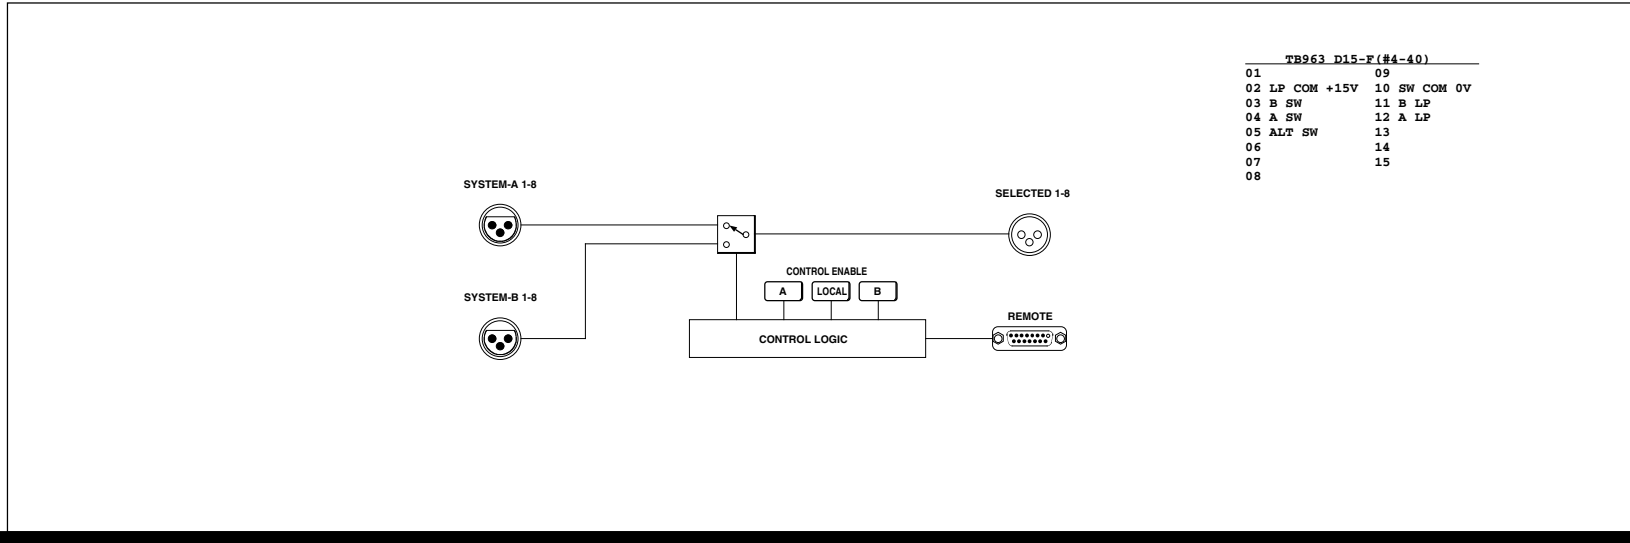 TB963 D15-F(#4-40)
01 09
02 LP COM +15V 10 SW COM 0V
03 B SW 11 B LP
04 A SW 12 A LP
05 ALT SW 13
06 14
07 15
08
SYSTEM-A 1-8
SELECTED 1-8
CONTROL ENABLE
A LOCAL B
SYSTEM-B 1-8
REMOTE
CONTROL LOGIC